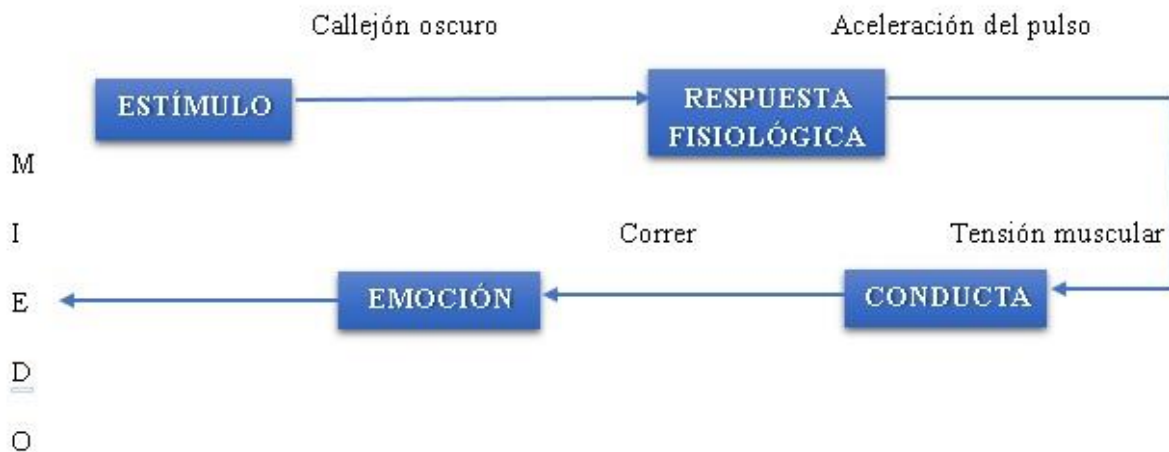 Callejón oscuro
Aceleración del pulso
ESTÍMULO
RESPUESTA
FISIOLÓGICA
Correr
Tensión muscular
EMOCIÓN
CONDUCTA
M
I
E
D
O